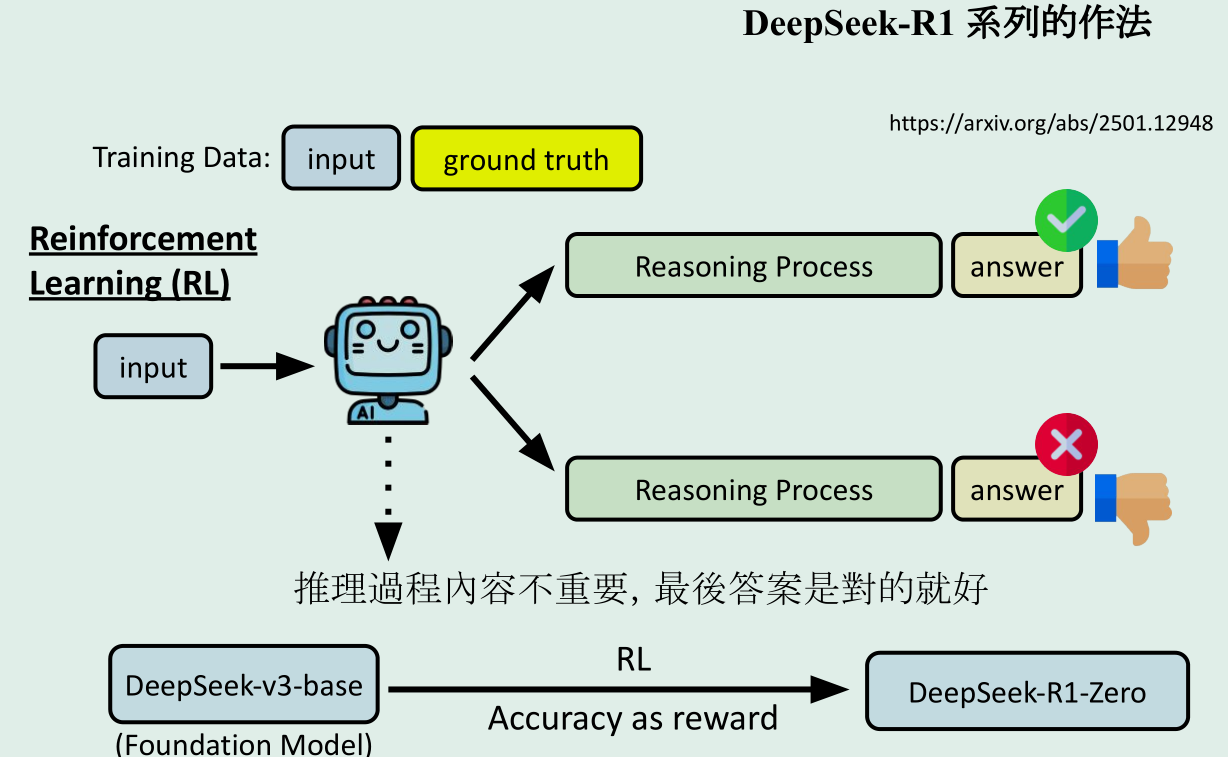 DeepSeek-R1 系列的作法
https://arxiv.org/abs/2501.12948
Training Data: input ground truth
Reinforcement
Learning (RL)
Reasoning Process answer
input
AI
Reasoning Process answer
推理過程內容不重要, 最後答案是對的就好
RL
DeepSeek-v3-base
DeepSeek-R1-Zero
Accuracy as reward
(Foundation Model)